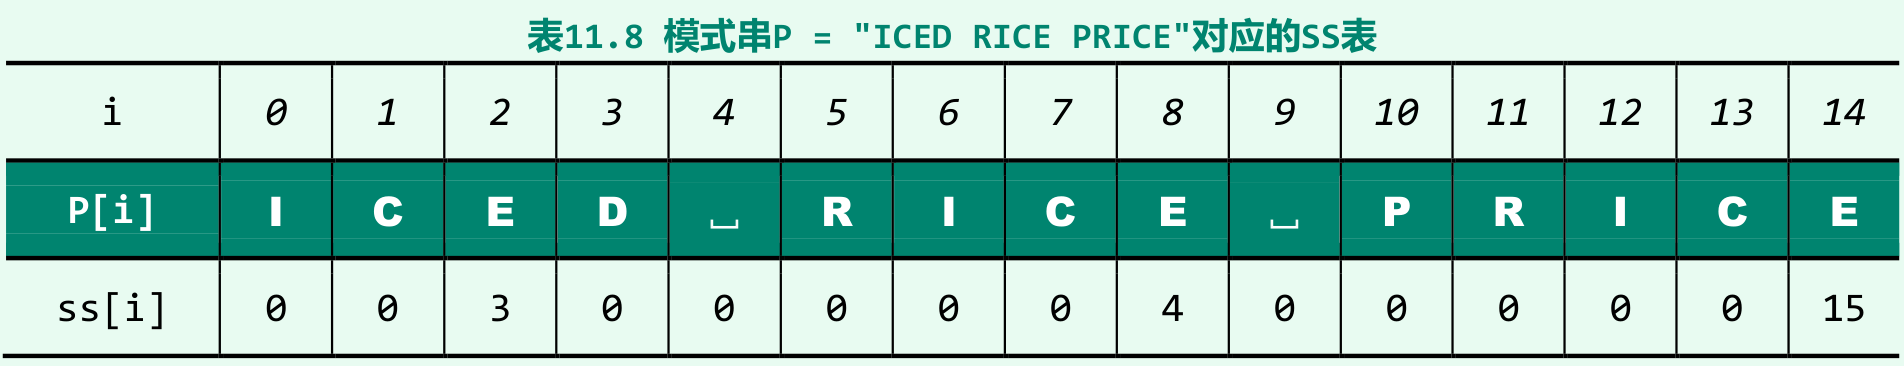 表11.8 模式串P = "ICED RICE PRICE"对应的SS表
i 0 1 2 3 4 5 6 7 8 9 10 11 12 13 14
P[i] I C E D ⎵ R I C E ⎵ P R I C E
ss[i] 0 0 3 0 0 0 0 0 4 0 0 0 0 0 15